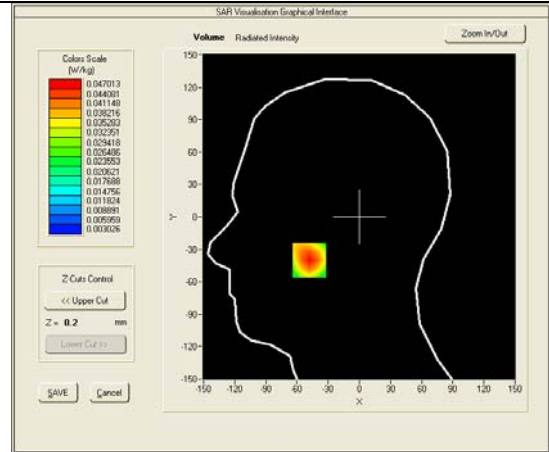 SAR Visualisation Graphical Interface
Volume Radiated Intensity
Zoom In/Out
Colors Scale
(W/kg)
0.047013
0.044081
0.041148
0.038216
0.035283
0.032351
0.029418
0.026486
0.023553
0.020621
0.017688
0.014756
0.011824
0.008891
0.005959
0.003026
Z Cuts Control
<< Upper Cut
Z = 0.2 mm
Lower Cut >>
SAVE Cancel
150-
120-
90-
60-
30-
Y 0-
-30-
-60-
-90-
-120-
-150-
-150 -120 -90 -60 -30 0 30 60 90 120 150
X